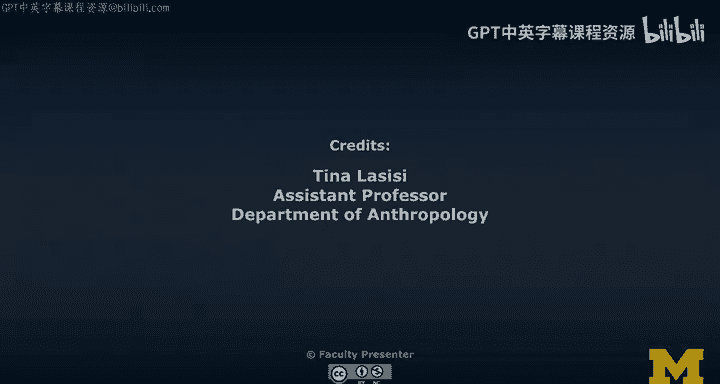 GPT中英字幕课程资源@bilibili.com
GPT中英字幕课程资源 bilibili
Credits:
Tina Lasisi
Assistant Professor
Department of Anthropology
© Faculty Presenter
cc
M